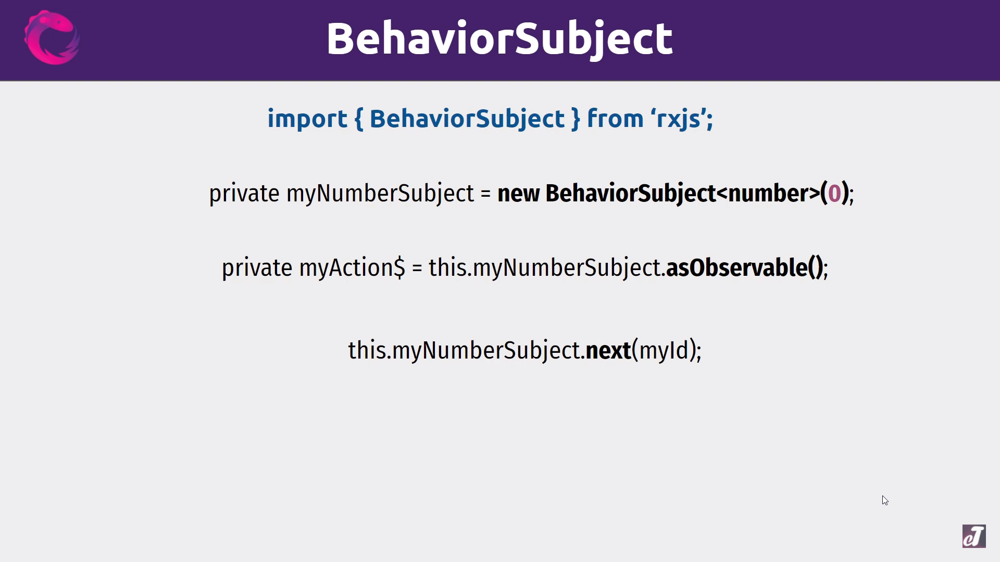 BehaviorSubject
import { BehaviorSubject } from ‘rxjs’;
private myNumberSubject = new BehaviorSubject<number>(0);
private myAction$ = this.myNumberSubject.asObservable();
this.myNumberSubject.next(myId);
eT